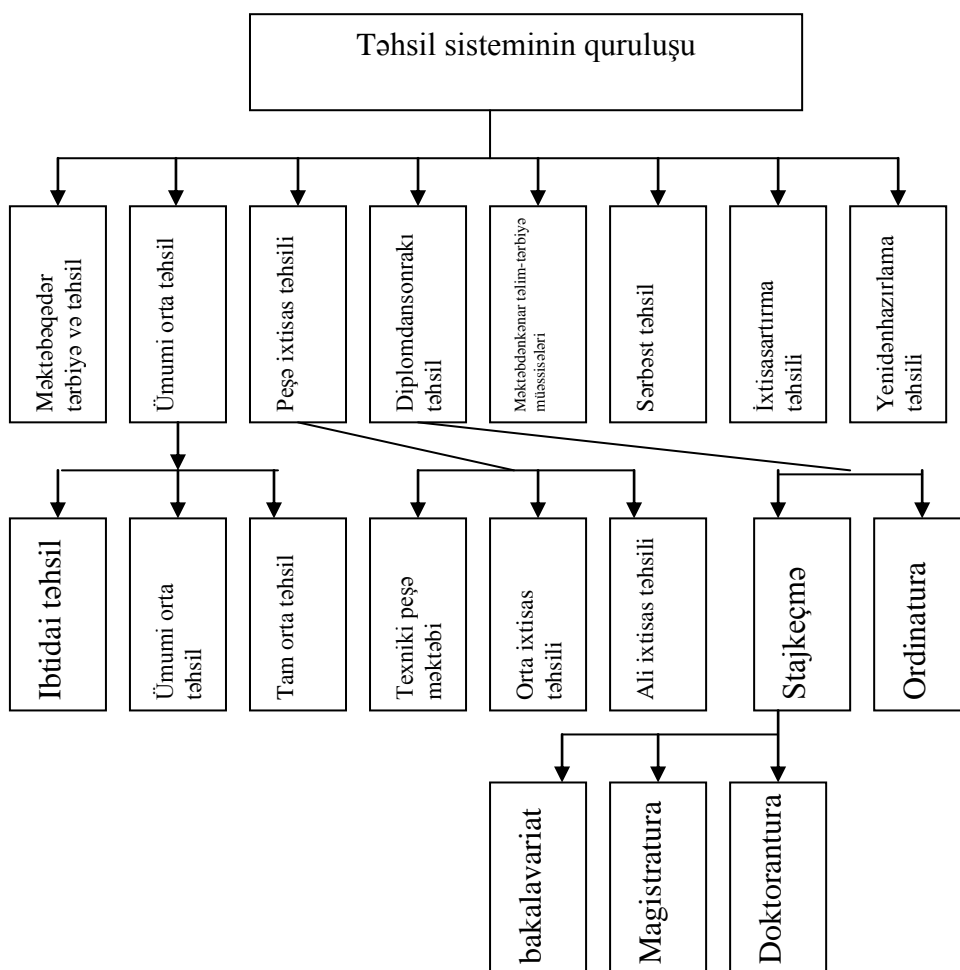 Təhsil sisteminin quruluşu
Məktəbəqədər
tərbiyə və təhsil
Ümumi orta təhsil
Peşə ixtisas təhsili
Diplomdansonrakı
təhsil
Məktəbdənkənar təlim-tərbiyə
müəssisələri
Sərbəst təhsil
İxtisasartırma
təhsili
Yenidənhazırlama
təhsili
Ibtidai təhsil
Ümumi orta
təhsil
Tam orta təhsil
Texniki peşə
məktəbi
Orta ixtisas
təhsili
Ali ixtisas təhsili
Stajkeçmə
Ordinatura
bakalavariat
Magistratura
Doktorantura